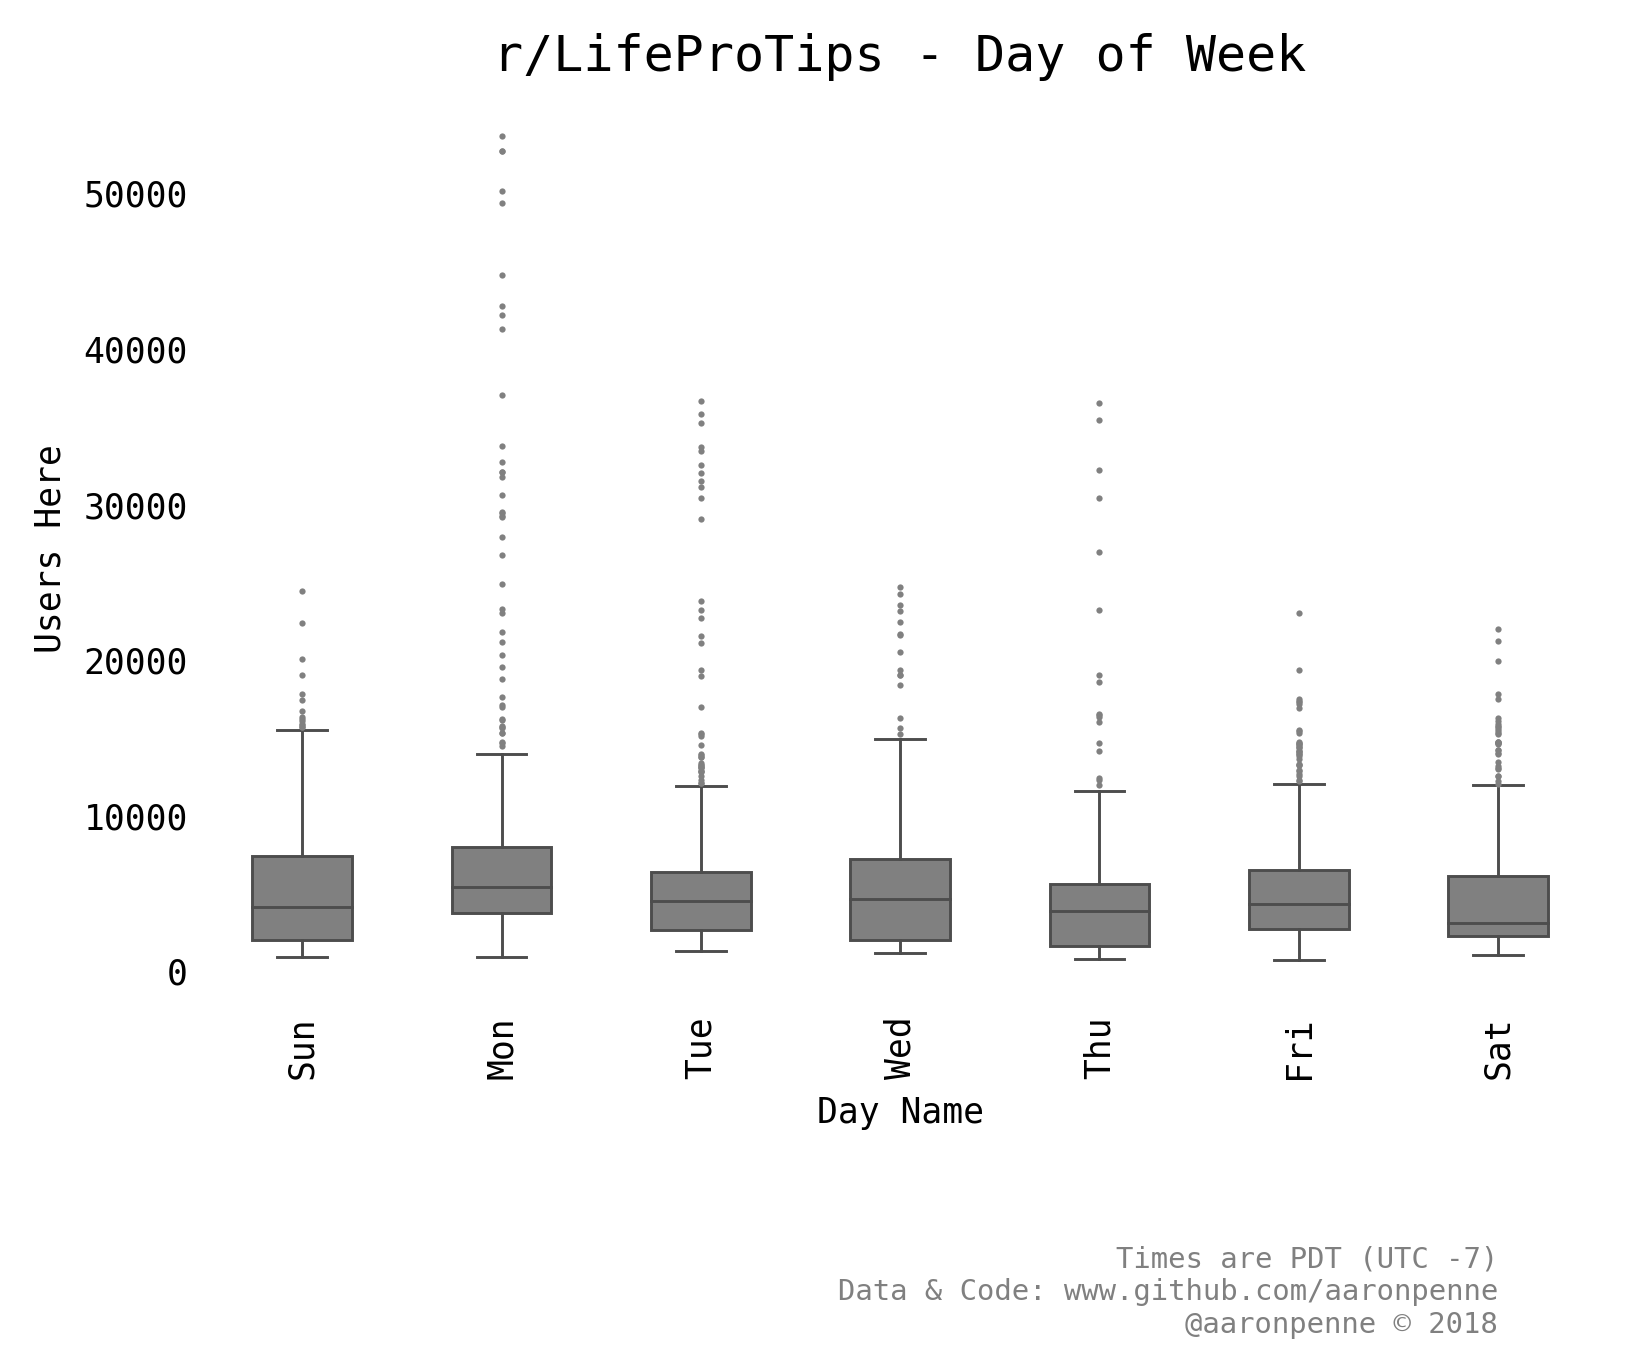 r/LifeProTips - Day of Week
50000
40000
30000
20000
10000
0
Users Here
Sun
Mon
Tue
Wed
Thu
Fri
Sat
Day Name
Times are PDT (UTC -7)
Data & Code: www.github.com/aaronpenne
@aaronpenne © 2018